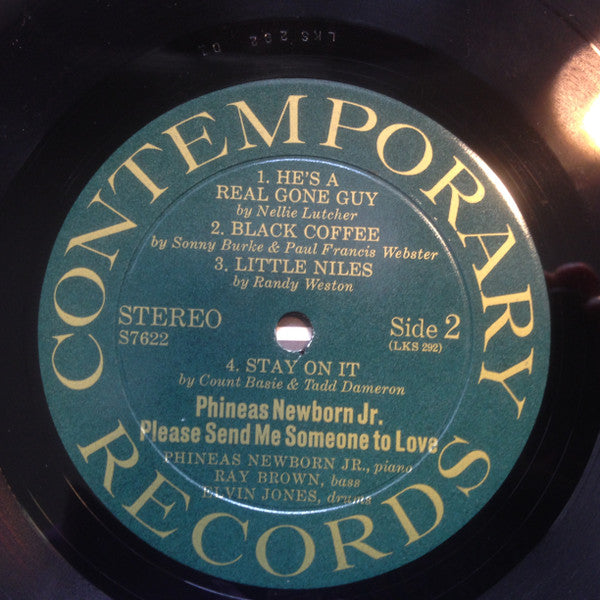 CONTEMPORARY
1. HE'S A
REAL GONE GUY
by Nellie Lutcher
2. BLACK COFFEE
by Sonny Burke & Paul Francis Webster
3. LITTLE NILES
by Randy Weston
STEREO
S7622
Side 2
(LKS 292)
4. STAY ON IT
by Count Basie & Tadd Dameron
Phineas Newborn Jr.
Please Send Me Someone to Love
PHINEAS NEWBORN JR., piano
RAY BROWN, bass
ELVIN JONES, drums
RECORDS